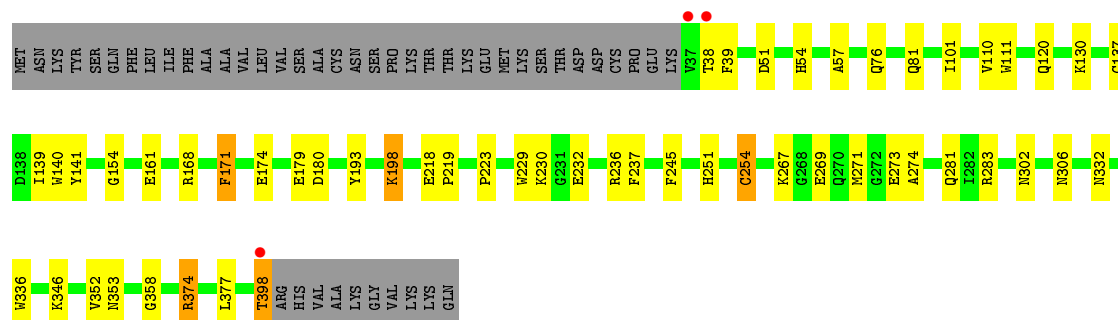 MET ASN LYS TYR SER GLN PHE LEU ILE PHE ALA ALA VAL LEU VAL SER ALA CYS ASN SER PRO LYS THR THR LYS GLU MET LYS SER THR ASP ASP CYS PRO GLU LYS V37 T38 F39 D51 H54 A57 Q76 Q81 I101 V110 W111 Q120 K130
D138 I139 W140 Y141 G154 E161 R168 F171 E174 E179 D180 Y193 K198 E218 P219 P223 W229 K230 G231 E232 R236 F237 F245 H251 C254 K267 G268 E269 Q270 M271 G272 E273 A274 Q281 I282 R283 N302 N306 N332
W336 K346 V352 N353 G358 R374 L377 T398 ARG HIS VAL ALA LYS GLY VAL LYS LYS GLN